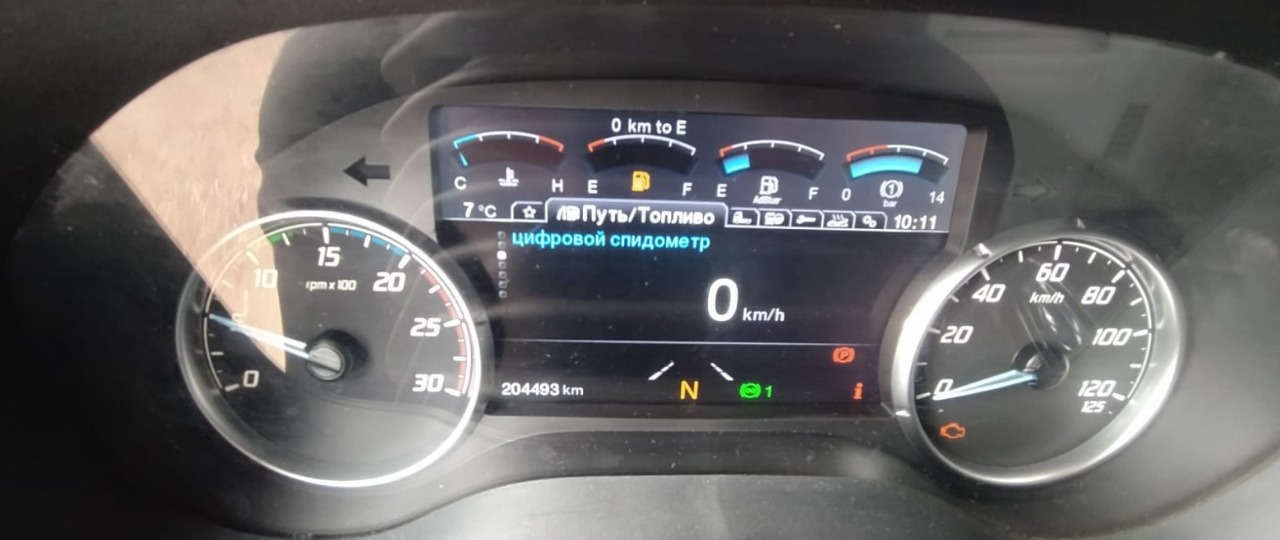 0 km to E
C H E F E AdBlue F 0 1 bar 14
7 °C Путь/Топливо 10:11
цифровой спидометр
0 km/h
P
204493 km N 1
0 10 15 20 25 30
rpm x 100
0 20 40 60 80 100 120 125
km/h